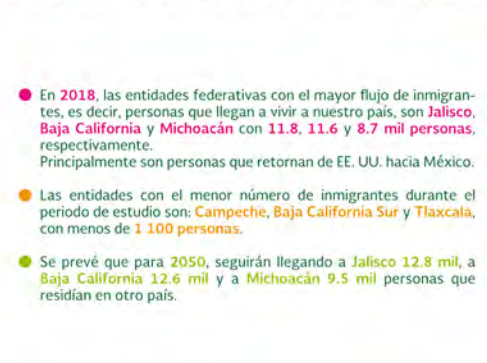 En 2018, las entidades federativas con el mayor flujo de inmigran-
tes, es decir, personas que llegan a vivir a nuestro país, son Jalisco,
Baja California y Michoacán con 11.8, 11.6 y 8.7 mil personas,
respectivamente.
Principalmente son personas que retornan de EE. UU. hacia México.
Las entidades con el menor número de inmigrantes durante el
periodo de estudio son: Campeche, Baja California Sur y Tlaxcala,
con menos de 1 100 personas.
Se prevé que para 2050, seguirán llegando a Jalisco 12.8 mil, a
Baja California 12.6 mil y a Michoacán 9.5 mil personas que
residían en otro país.